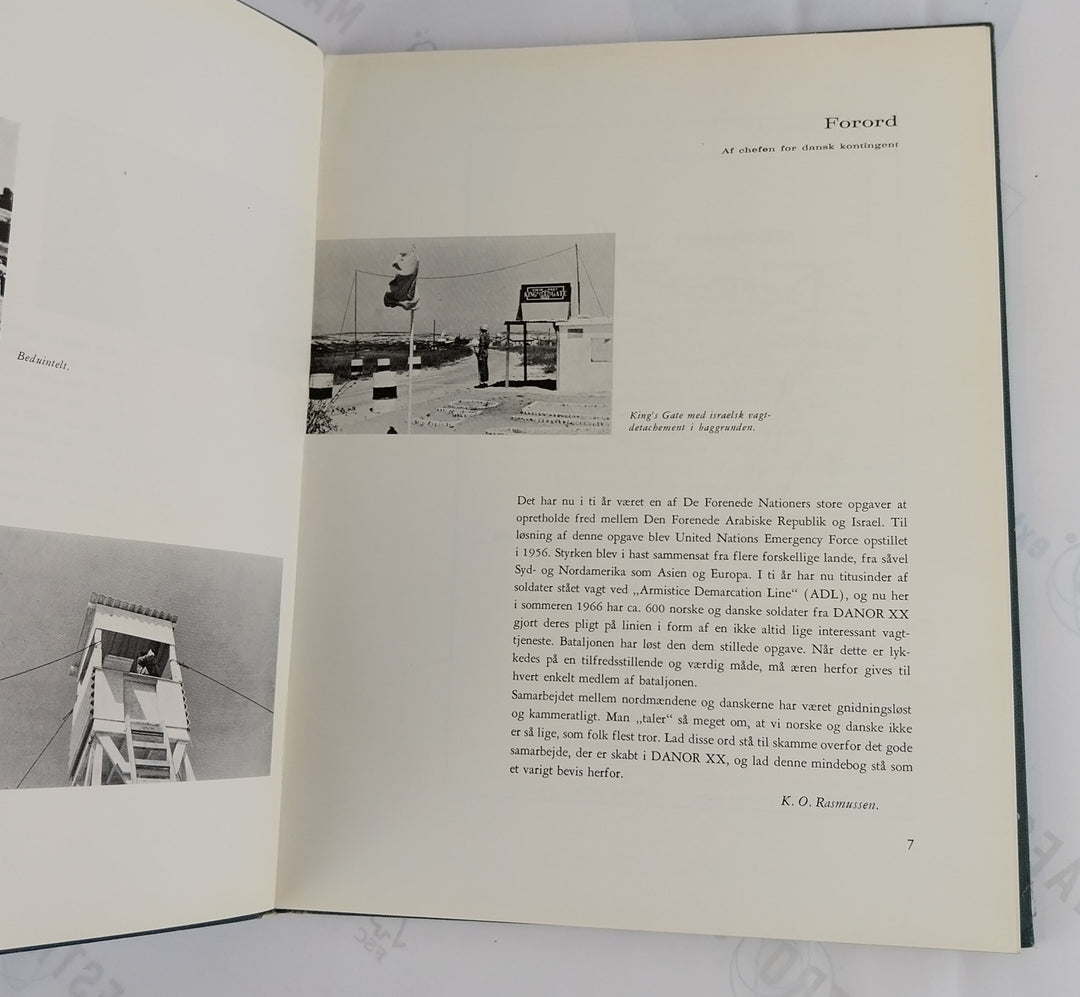 Beduintelt.
Forord
Af chefen for dansk kontingent
KING'S GATE
King's Gate med israelsk vagt-
detachement i baggrunden.
Det har nu i ti år været en af De Forenede Nationers store opgaver at
opretholde fred mellem Den Forenede Arabiske Republik og Israel. Til
løsning af denne opgave blev United Nations Emergency Force opstillet
i 1956. Styrken blev i hast sammensat fra flere forskellige lande, fra såvel
Syd- og Nordamerika som Asien og Europa. I ti år har nu titusinder af
soldater stået vagt ved „Armistice Demarcation Line“ (ADL), og nu her
i sommeren 1966 har ca. 600 norske og danske soldater fra DANOR XX
gjort deres pligt på linien i form af en ikke altid lige interessant vagt-
tjeneste. Bataljonen har løst den dem stillede opgave. Når dette er lyk-
kedes på en tilfredsstillende og værdig måde, må æren herfor gives til
hvert enkelt medlem af bataljonen.
Samarbejdet mellem nordmændene og danskerne har været gnidningsløst
og kammeratligt. Man „taler“ så meget om, at vi norske og danske ikke
er så lige, som folk flest tror. Lad disse ord stå til skamme overfor det gode
samarbejde, der er skabt i DANOR XX, og lad denne mindebog stå som
et varigt bevis herfor.
K. O. Rasmussen.
7
FSC